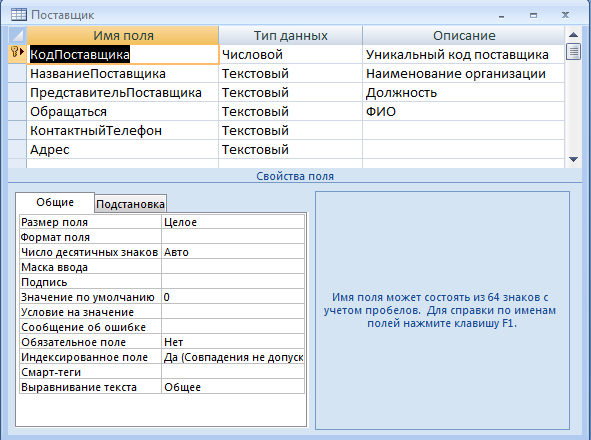 Поставщик
Имя поля Тип данных Описание
КодПоставщика Числовой Уникальный код поставщика
НазваниеПоставщика Текстовый Наименование организации
ПредставительПоставщика Текстовый Должность
Обращаться Текстовый ФИО
КонтактныйТелефон Текстовый
Адрес Текстовый
Свойства поля
Общие Подстановка
Размер поля Целое
Формат поля
Число десятичных знаков Авто
Маска ввода
Подпись
Значение по умолчанию 0
Условие на значение
Сообщение об ошибке
Обязательное поле Нет
Индексированное поле Да (Совпадения не допуск
Смарт-теги
Выравнивание текста Общее
Имя поля может состоять из 64 знаков с
учетом пробелов. Для справки по именам
полей нажмите клавишу F1.